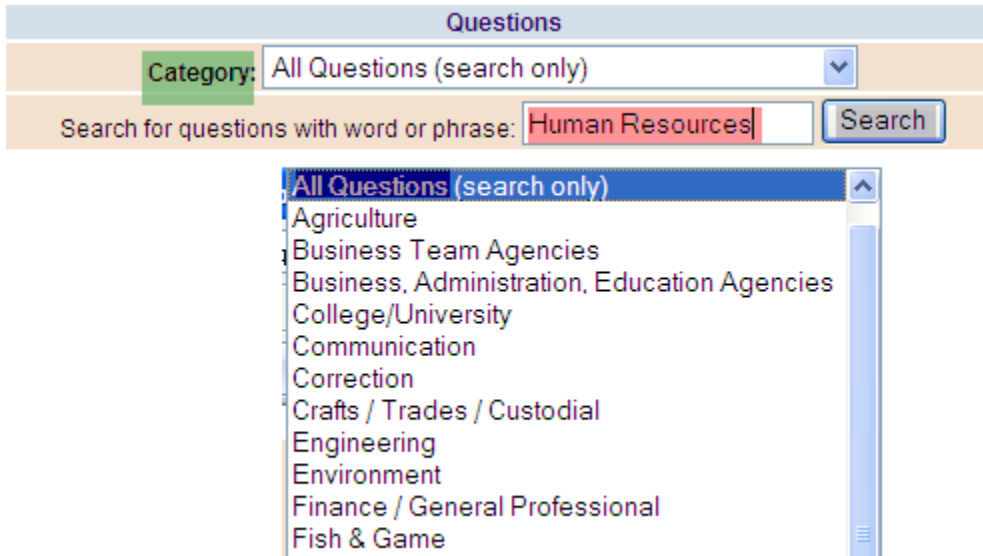 Questions
Category: All Questions (search only)
Search for questions with word or phrase: Human Resources Search
All Questions (search only)
Agriculture
Business Team Agencies
Business, Administration, Education Agencies
College/University
Communication
Correction
Crafts / Trades / Custodial
Engineering
Environment
Finance / General Professional
Fish & Game